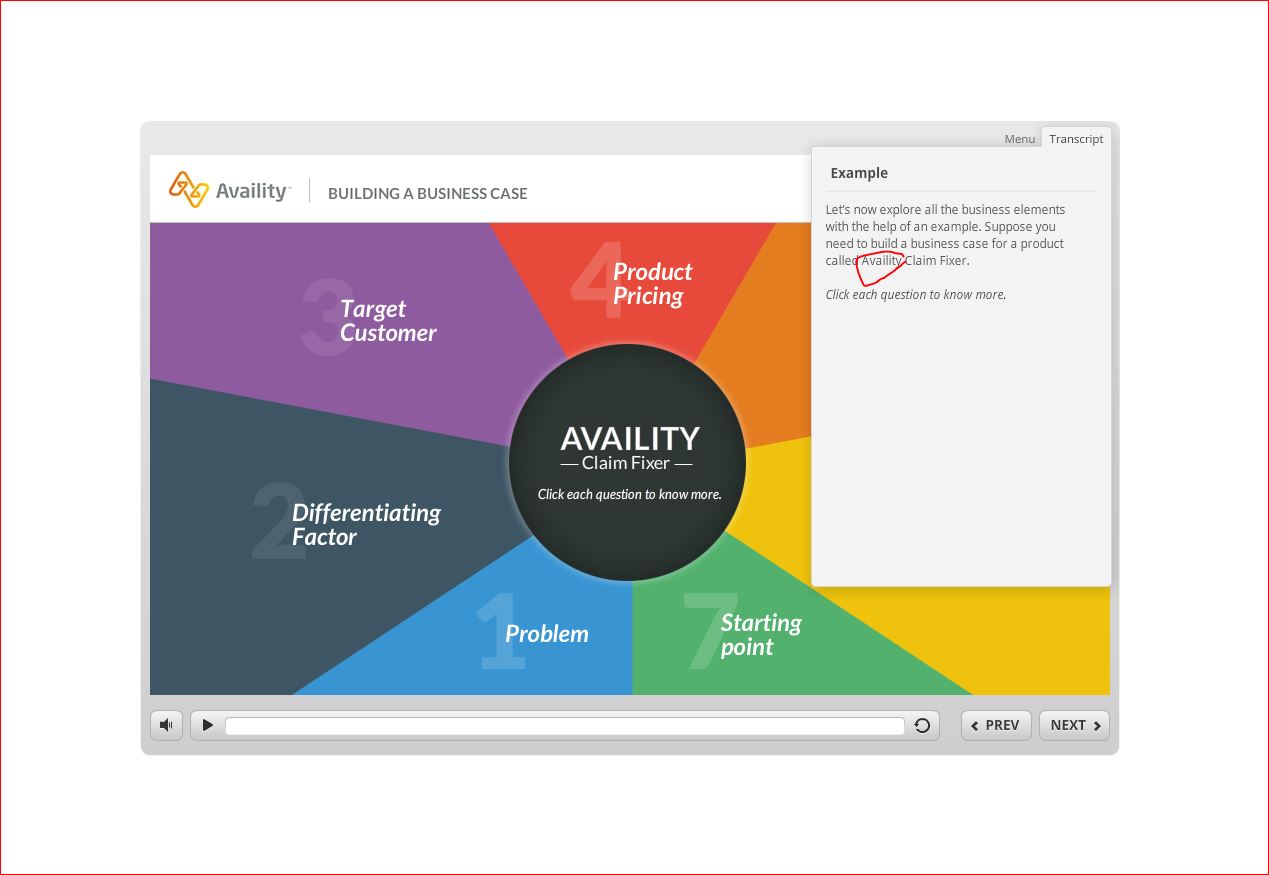 Menu
Transcript
Availity™
BUILDING A BUSINESS CASE
Example
Let's now explore all the business elements
with the help of an example. Suppose you
need to build a business case for a product
called Availity Claim Fixer.
Click each question to know more.
4
Product
Pricing
3
Target
Customer
AVAILITY
— Claim Fixer —
Click each question to know more.
2
Differentiating
Factor
1
Problem
7
Starting
point
PREV
NEXT